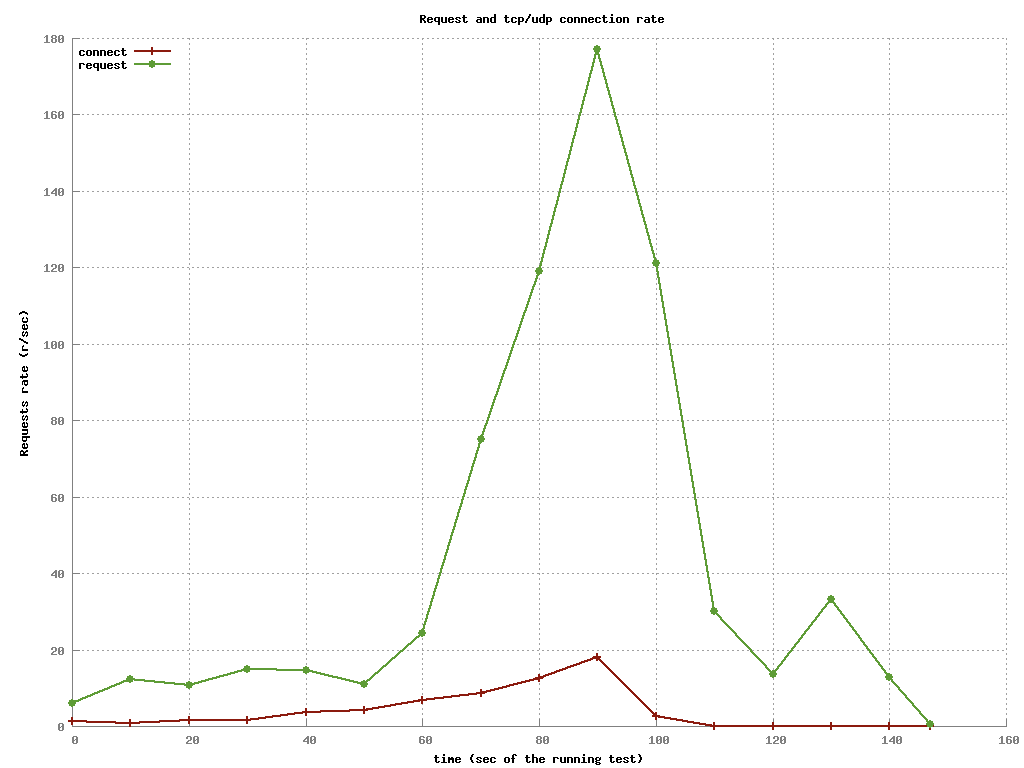 Request and tcp/udp connection rate
connect
request
180
160
140
120
100
80
60
40
20
0
Requests rate (r/sec)
0 20 40 60 80 100 120 140 160
time (sec of the running test)